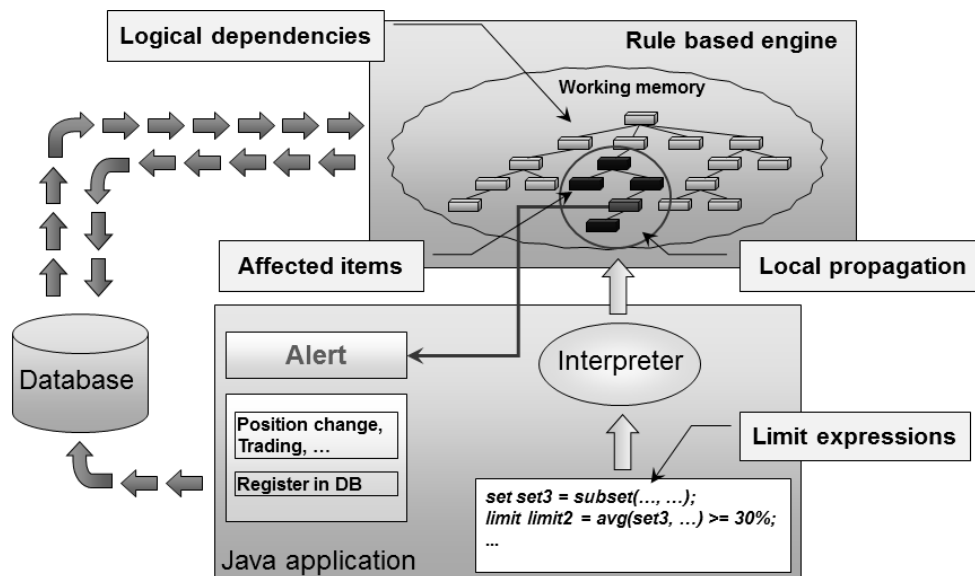 Logical dependencies
Rule based engine
Working memory
Affected items
Local propagation
Alert
Interpreter
Database
Position change,
Trading, …
Limit expressions
Register in DB
set set3 = subset(…, …);
limit limit2 = avg(set3, …) >= 30%;
...
Java application